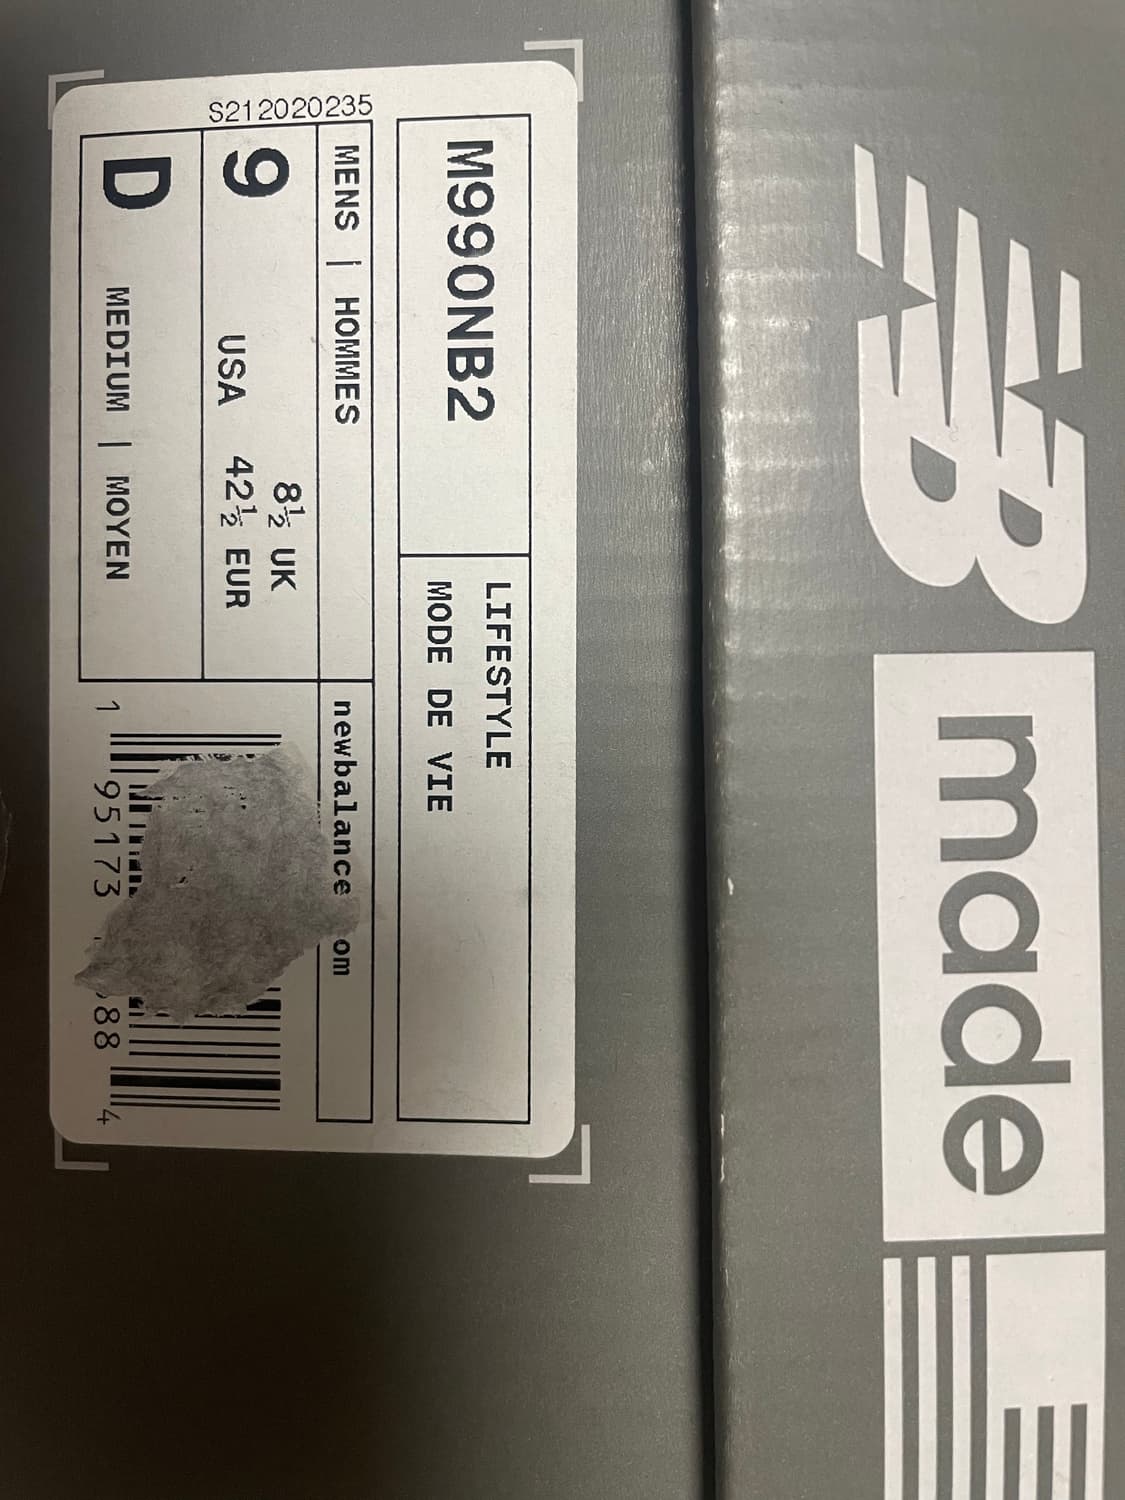 NB made
S212020235
M990NB2
LIFESTYLE
MODE DE VIE
MENS | HOMMES
newbalance om
9 USA
8½ UK
42½ EUR
D MEDIUM | MOYEN
1 95173 88 4